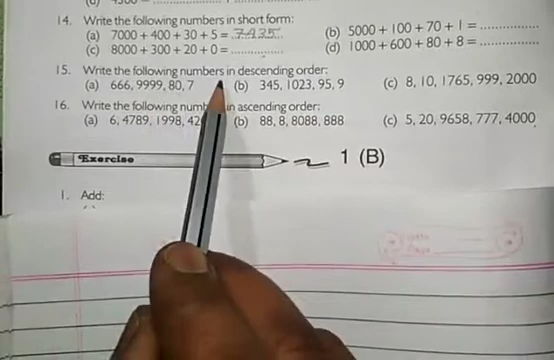 14. Write the following numbers in short form:
(a) 7000 + 400 + 30 + 5 = 7435 (b) 5000 + 100 + 70 + 1 = ................
(c) 8000 + 300 + 20 + 0 = ................ (d) 1000 + 600 + 80 + 8 = ................
15. Write the following numbers in descending order:
(a) 666, 9999, 80, 7 (b) 345, 1023, 95, 9 (c) 8, 10, 1765, 999, 2000
16. Write the following in ascending order:
(a) 6, 4789, 1998, (b) 88, 8, 8088, 888 (c) 5, 20, 9658, 777, 4000
Exercise 1 (B)
1. Add: